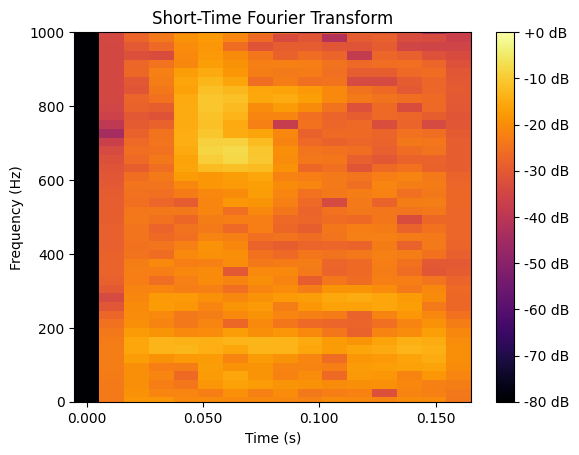 Short-Time Fourier Transform
1000
800
600
400
200
0
Frequency (Hz)
0.000
0.050
0.100
0.150
Time (s)
+0 dB
-10 dB
-20 dB
-30 dB
-40 dB
-50 dB
-60 dB
-70 dB
-80 dB